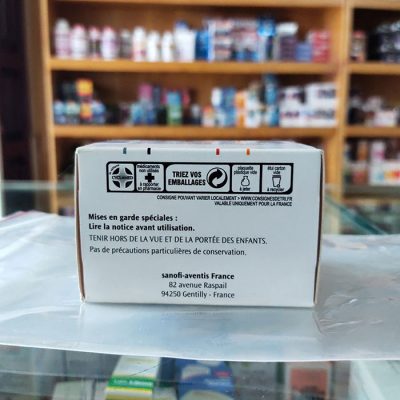 CYCLAMED
médicaments
non utilisés
à rapporter
en pharmacie
TRIEZ VOS
EMBALLAGES
plaquette
plastique vide
à jeter
étui carton
vide
à recycler
CONSIGNE POUVANT VARIER LOCALEMENT • WWW.CONSIGNESDETRI.FR
VALABLE UNIQUEMENT POUR LA FRANCE
Mises en garde spéciales :
Lire la notice avant utilisation.
TENIR HORS DE LA VUE ET DE LA PORTÉE DES ENFANTS.
Pas de précautions particulières de conservation.
sanofi-aventis France
82 avenue Raspail
94250 Gentilly - France